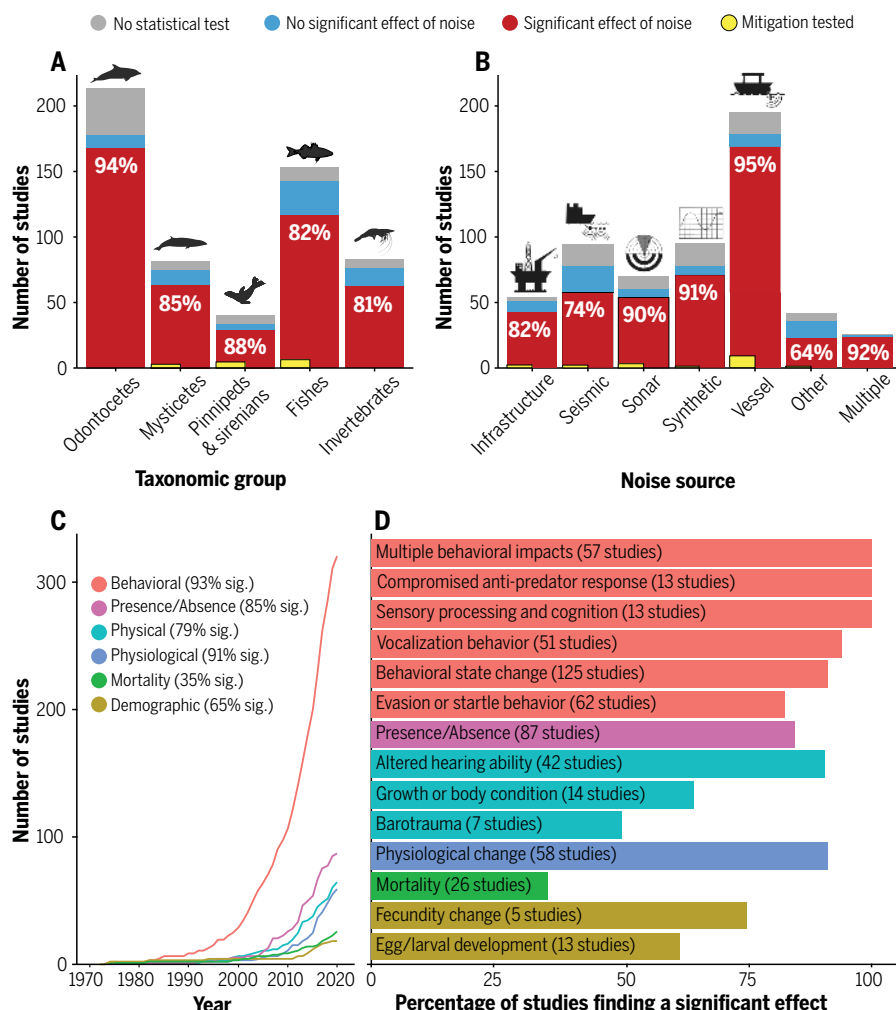 No statistical test
No significant effect of noise
Significant effect of noise
Mitigation tested
A
Number of studies
200
150
100
50
0
94%
85%
88%
82%
81%
Odontocetes
Mysticetes
Pinnipeds
& sirenians
Fishes
Invertebrates
Taxonomic group
B
Number of studies
200
150
100
50
0
82%
74%
90%
91%
95%
64%
92%
Infrastructure
Seismic
Sonar
Synthetic
Vessel
Other
Multiple
Noise source
C
Number of studies
300
200
100
0
Behavioral (93% sig.)
Presence/Absence (85% sig.)
Physical (79% sig.)
Physiological (91% sig.)
Mortality (35% sig.)
Demographic (65% sig.)
1970
1980
1990
2000
2010
2020
Year
D
Multiple behavioral impacts (57 studies)
Compromised anti-predator response (13 studies)
Sensory processing and cognition (13 studies)
Vocalization behavior (51 studies)
Behavioral state change (125 studies)
Evasion or startle behavior (62 studies)
Presence/Absence (87 studies)
Altered hearing ability (42 studies)
Growth or body condition (14 studies)
Barotrauma (7 studies)
Physiological change (58 studies)
Mortality (26 studies)
Fecundity change (5 studies)
Egg/larval development (13 studies)
0
25
50
75
100
Percentage of studies finding a significant effect